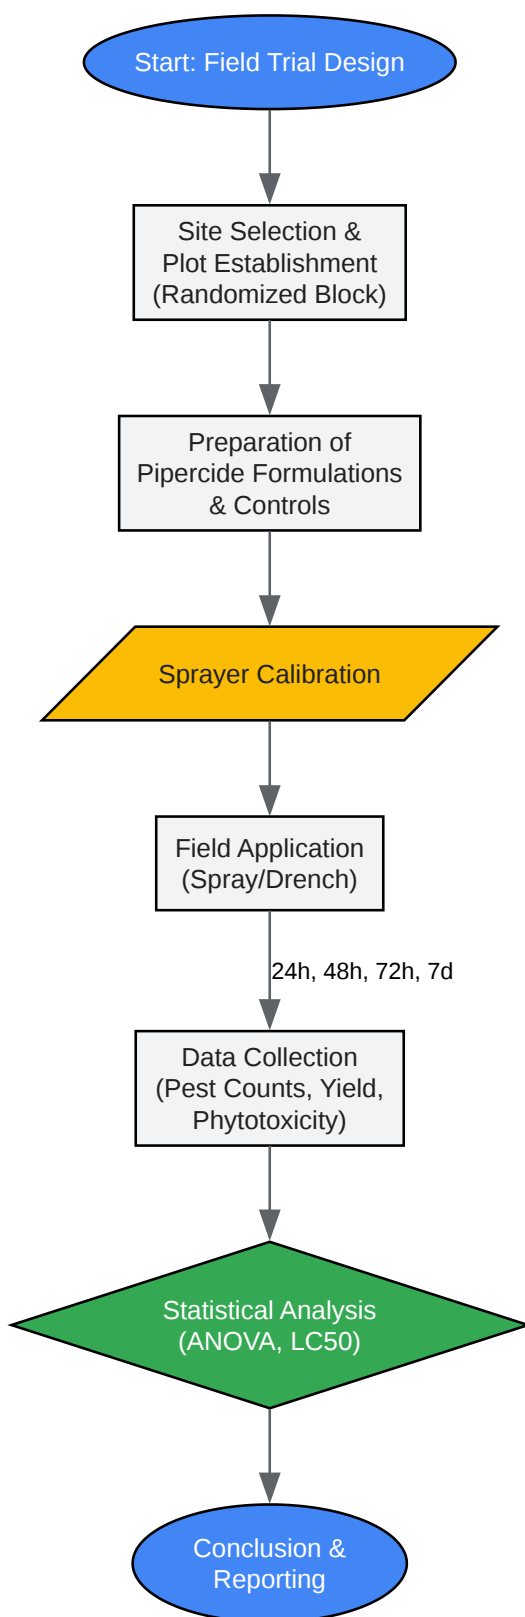 Start: Field Trial Design
Site Selection &
Plot Establishment
(Randomized Block)
Preparation of
Pipercide Formulations
& Controls
Sprayer Calibration
Field Application
(Spray/Drench)
24h, 48h, 72h, 7d
Data Collection
(Pest Counts, Yield,
Phytotoxicity)
Statistical Analysis
(ANOVA, LC50)
Conclusion &
Reporting